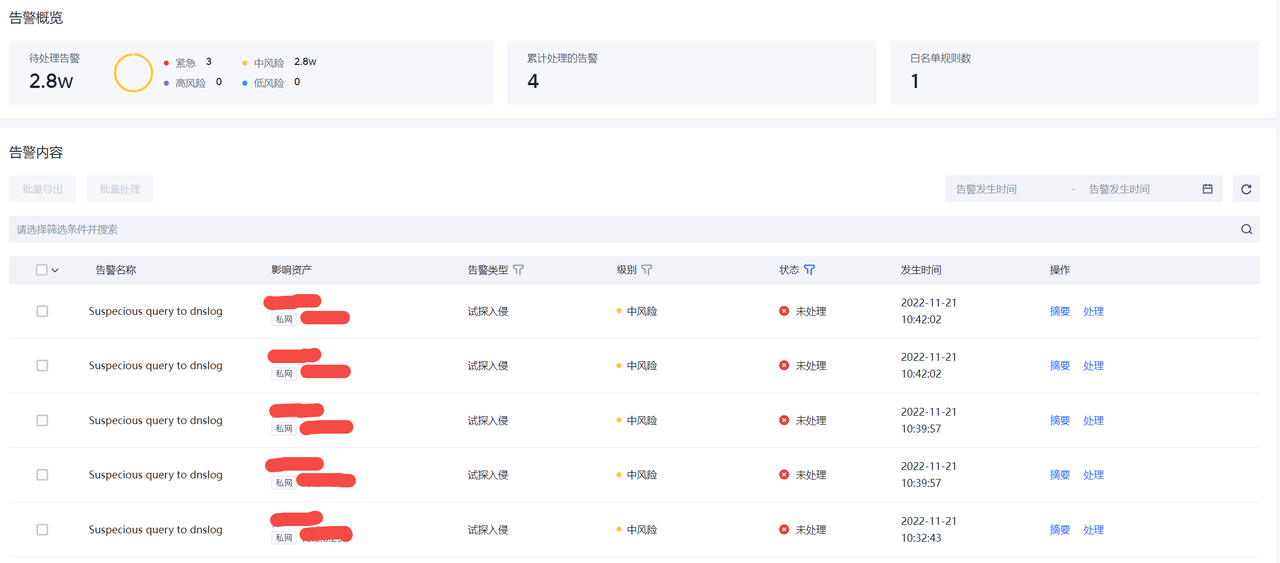 告警概览
待处理告警
2.8w
紧急 3
中风险 2.8w
高风险 0
低风险 0
累计处理的告警
4
白名单规则数
1
告警内容
批量导出 批量处理
告警发生时间 - 告警发生时间
请选择筛选条件并搜索
告警名称 影响资产 告警类型 级别 状态 发生时间 操作
Suspecious query to dnslog 私网 试探入侵 中风险 未处理 2022-11-21
10:42:02
摘要 处理
Suspecious query to dnslog 私网 试探入侵 中风险 未处理 2022-11-21
10:42:02
摘要 处理
Suspecious query to dnslog 私网 试探入侵 中风险 未处理 2022-11-21
10:39:57
摘要 处理
Suspecious query to dnslog 私网 试探入侵 中风险 未处理 2022-11-21
10:39:57
摘要 处理
Suspecious query to dnslog 私网 试探入侵 中风险 未处理 2022-11-21
10:32:43
摘要 处理